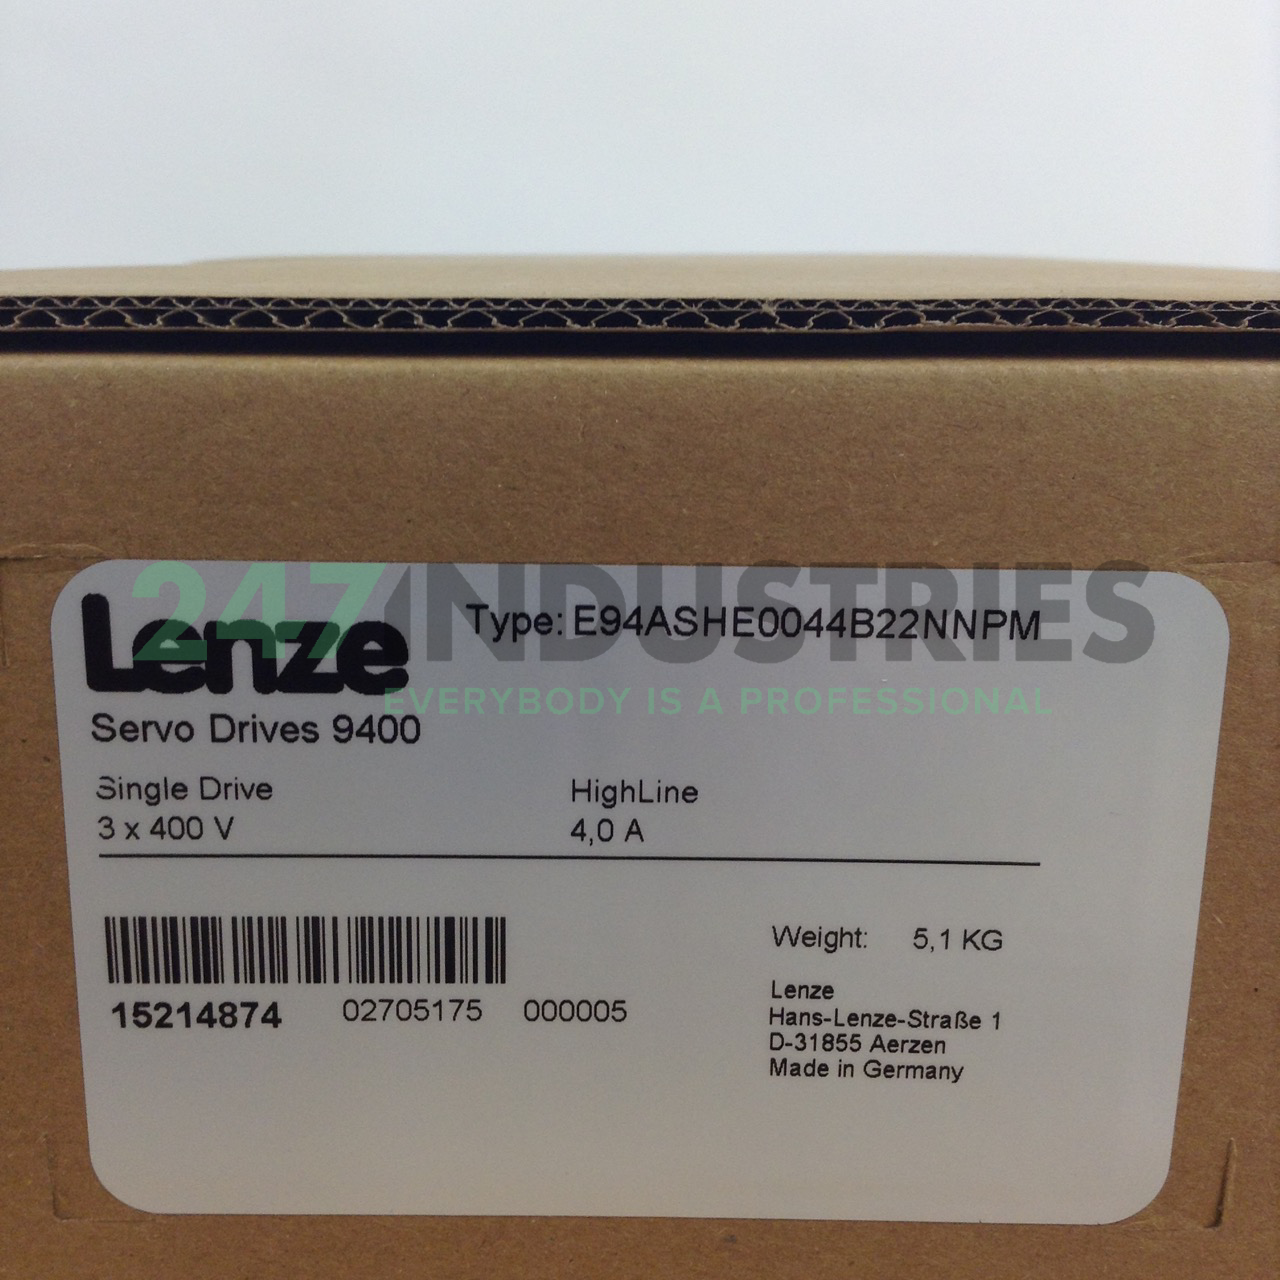 247INDUSTRIES
EVERYBODY IS A PROFESSIONAL
Lenze
Type: E94ASHE0044B22NNPM
Servo Drives 9400
Single Drive HighLine
3 x 400 V 4,0 A
15214874 02705175 000005
Weight: 5,1 KG
Lenze
Hans-Lenze-Straße 1
D-31855 Aerzen
Made in Germany